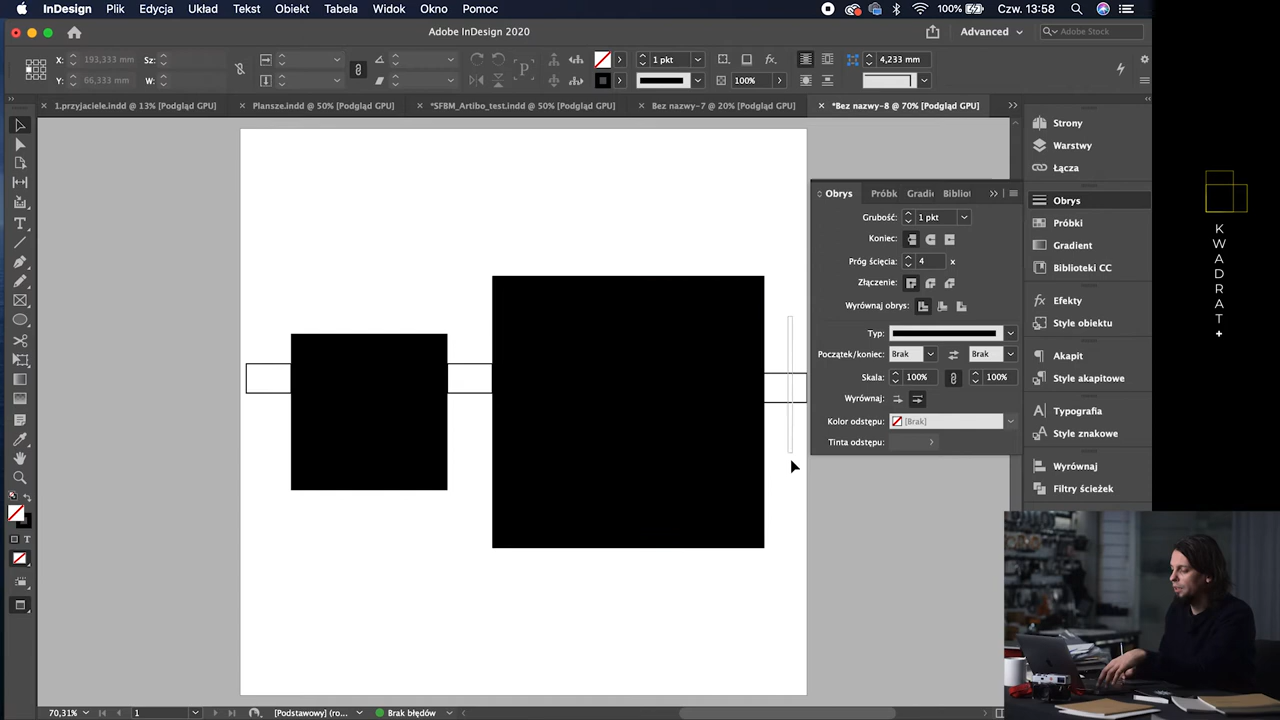 InDesign Plik Edycja Układ Tekst Obiekt Tabela Widok Okno Pomoc 100% Czw. 13:58
Adobe InDesign 2020 Advanced Adobe Stock
X: 193,333 mm Sz: 1 pkt 4,233 mm
Y: 66,333 mm W: P 100% fx
1.przyjaciele.indd @ 13% [Podgląd GPU] Plansze.indd @ 50% [Podgląd GPU] *SFBM_Artibo_test.indd @ 50% [Podgląd GPU] Bez nazwy-7 @ 20% [Podgląd GPU] *Bez nazwy-8 @ 70% [Podgląd GPU]
Strony
Warstwy
Łącza
Obrys
Próbki
Gradient
Biblioteki CC
Efekty
Style obiektu
Akapit
Style akapitowe
Typografia
Style znakowe
Wyrównaj
Filtry ścieżek
Obrys Próbk Gradi Bibliot
Grubość: 1 pkt
Koniec:
Próg ścięcia: 4 x
Złączenie:
Wyrównaj obrys:
Typ:
Początek/koniec: Brak Brak
Skala: 100% 100%
Wyrównaj:
Kolor odstępu: [Brak]
Tinta odstępu:
K
W
A
D
R
A
T
+
70,31% 1 [Podstawowy] (ro... Brak błędów